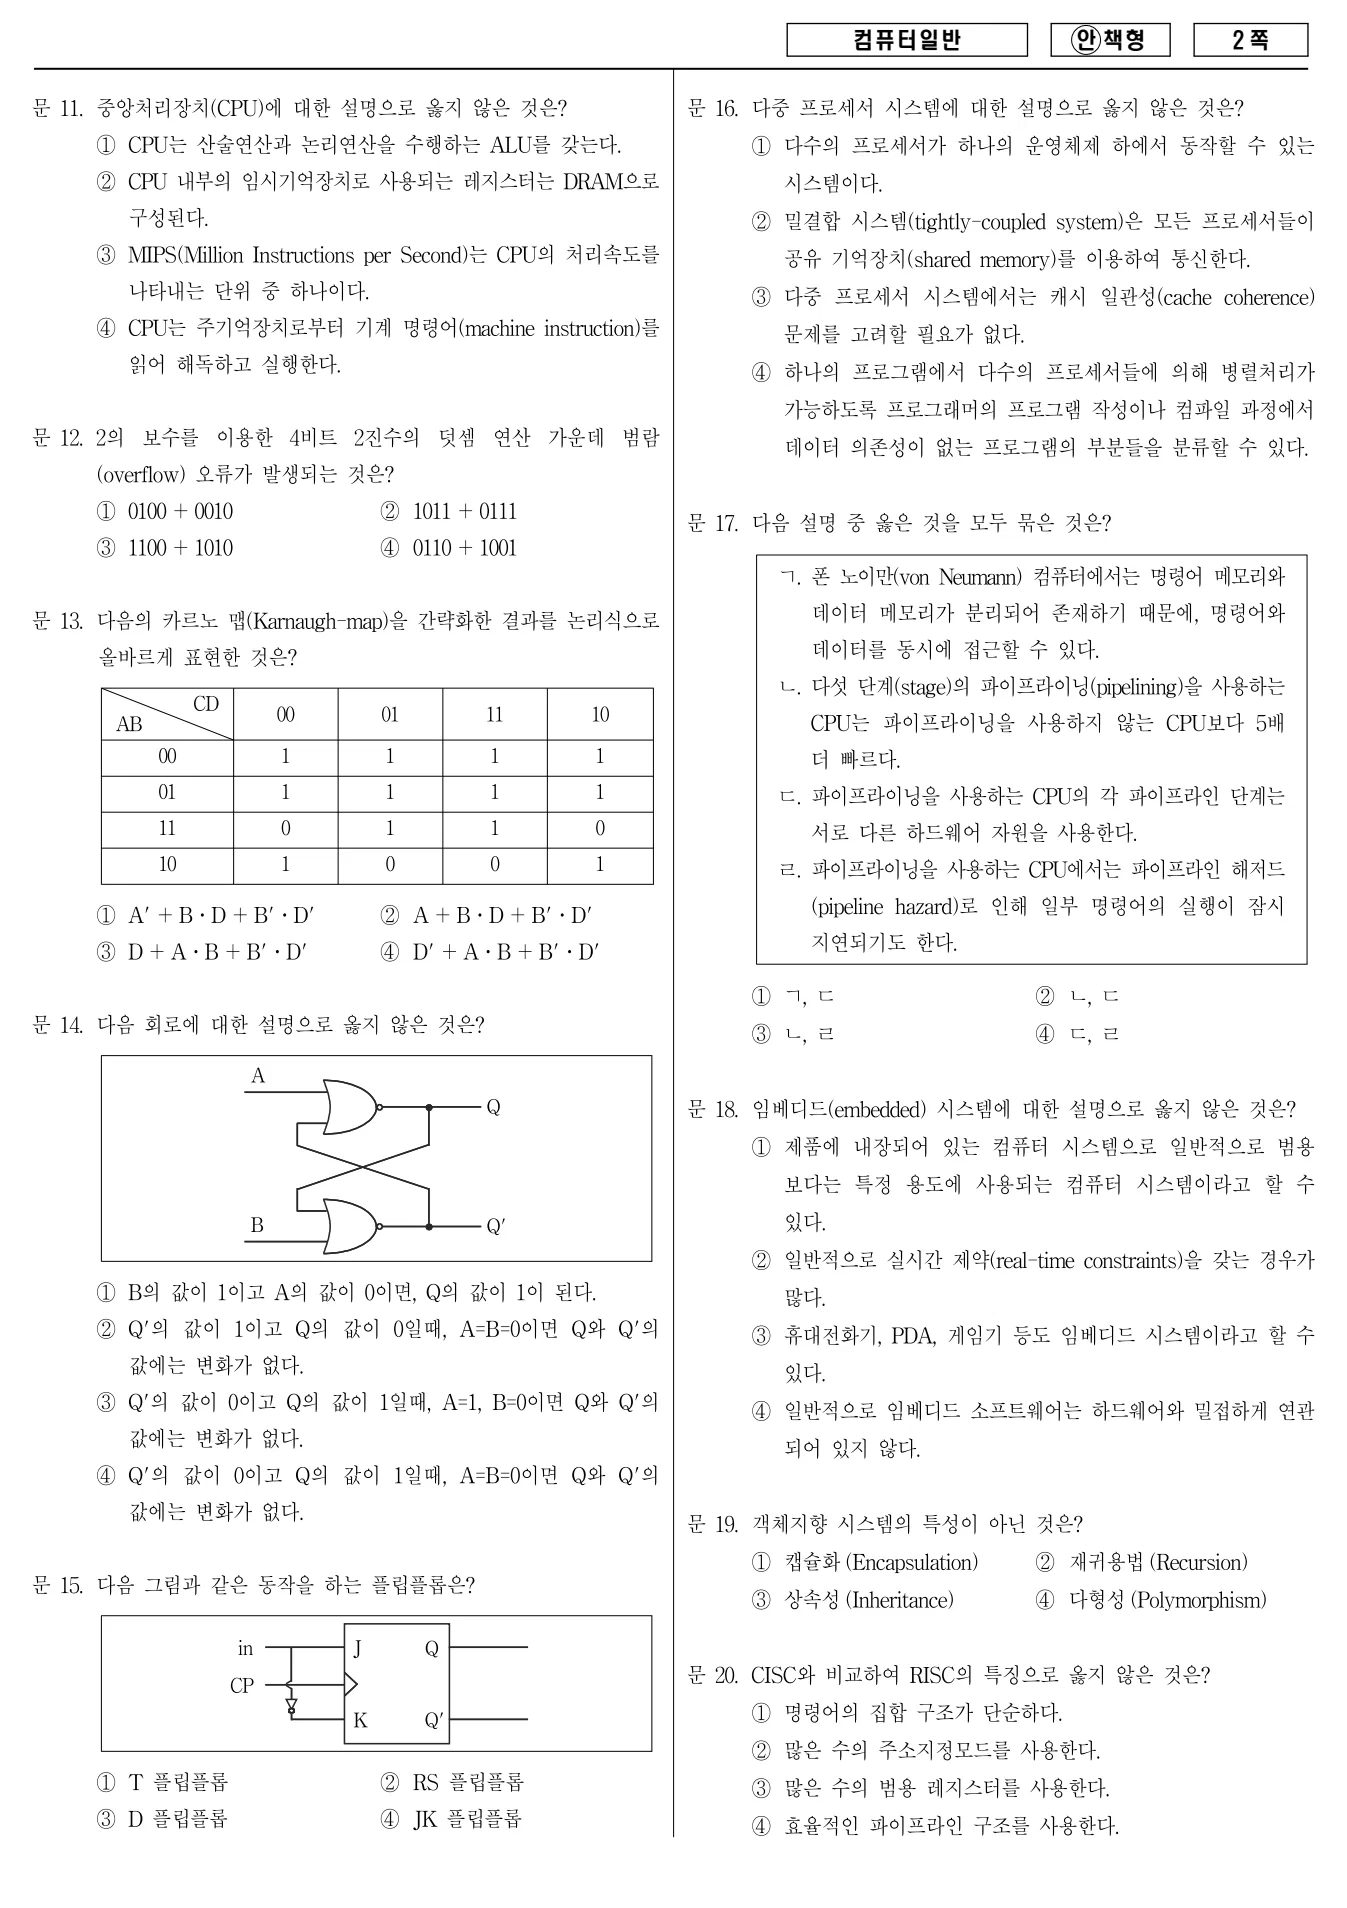 컴퓨터일반
안 책형
2 쪽
문 11. 중앙처리장치(CPU)에 대한 설명으로 옳지 않은 것은?
① CPU는 산술연산과 논리연산을 수행하는 ALU를 갖는다.
② CPU 내부의 임시기억장치로 사용되는 레지스터는 DRAM으로
구성된다.
③ MIPS(Million Instructions per Second)는 CPU의 처리속도를
나타내는 단위 중 하나이다.
④ CPU는 주기억장치로부터 기계 명령어(machine instruction)를
읽어 해독하고 실행한다.
문 12. 2의 보수를 이용한 4비트 2진수의 덧셈 연산 가운데 범람
(overflow) 오류가 발생되는 것은?
① 0100 + 0010 ② 1011 + 0111
③ 1100 + 1010 ④ 0110 + 1001
문 13. 다음의 카르노 맵(Karnaugh-map)을 간략화한 결과를 논리식으로
올바르게 표현한 것은?
CD
AB
00 01 11 10
00 1 1 1 1
01 1 1 1 1
11 0 1 1 0
10 1 0 0 1
① A′ + B · D + B′ · D′ ② A + B · D + B′ · D′
③ D + A · B + B′ · D′ ④ D′ + A · B + B′ · D′
문 14. 다음 회로에 대한 설명으로 옳지 않은 것은?
A
Q
B
Q′
① B의 값이 1이고 A의 값이 0이면, Q의 값이 1이 된다.
② Q′의 값이 1이고 Q의 값이 0일때, A=B=0이면 Q와 Q′의
값에는 변화가 없다.
③ Q′의 값이 0이고 Q의 값이 1일때, A=1, B=0이면 Q와 Q′의
값에는 변화가 없다.
④ Q′의 값이 0이고 Q의 값이 1일때, A=B=0이면 Q와 Q′의
값에는 변화가 없다.
문 15. 다음 그림과 같은 동작을 하는 플립플롭은?
in J Q
CP
K Q′
① T 플립플롭 ② RS 플립플롭
③ D 플립플롭 ④ JK 플립플롭
문 16. 다중 프로세서 시스템에 대한 설명으로 옳지 않은 것은?
① 다수의 프로세서가 하나의 운영체제 하에서 동작할 수 있는
시스템이다.
② 밀결합 시스템(tightly-coupled system)은 모든 프로세서들이
공유 기억장치(shared memory)를 이용하여 통신한다.
③ 다중 프로세서 시스템에서는 캐시 일관성(cache coherence)
문제를 고려할 필요가 없다.
④ 하나의 프로그램에서 다수의 프로세서들에 의해 병렬처리가
가능하도록 프로그래머의 프로그램 작성이나 컴파일 과정에서
데이터 의존성이 없는 프로그램의 부분들을 분류할 수 있다.
문 17. 다음 설명 중 옳은 것을 모두 묶은 것은?
ㄱ. 폰 노이만(von Neumann) 컴퓨터에서는 명령어 메모리와
데이터 메모리가 분리되어 존재하기 때문에, 명령어와
데이터를 동시에 접근할 수 있다.
ㄴ. 다섯 단계(stage)의 파이프라이닝(pipelining)을 사용하는
CPU는 파이프라이닝을 사용하지 않는 CPU보다 5배
더 빠르다.
ㄷ. 파이프라이닝을 사용하는 CPU의 각 파이프라인 단계는
서로 다른 하드웨어 자원을 사용한다.
ㄹ. 파이프라이닝을 사용하는 CPU에서는 파이프라인 해저드
(pipeline hazard)로 인해 일부 명령어의 실행이 잠시
지연되기도 한다.
① ㄱ, ㄷ ② ㄴ, ㄷ
③ ㄴ, ㄹ ④ ㄷ, ㄹ
문 18. 임베디드(embedded) 시스템에 대한 설명으로 옳지 않은 것은?
① 제품에 내장되어 있는 컴퓨터 시스템으로 일반적으로 범용
보다는 특정 용도에 사용되는 컴퓨터 시스템이라고 할 수
있다.
② 일반적으로 실시간 제약(real-time constraints)을 갖는 경우가
많다.
③ 휴대전화기, PDA, 게임기 등도 임베디드 시스템이라고 할 수
있다.
④ 일반적으로 임베디드 소프트웨어는 하드웨어와 밀접하게 연관
되어 있지 않다.
문 19. 객체지향 시스템의 특성이 아닌 것은?
① 캡슐화 (Encapsulation) ② 재귀용법 (Recursion)
③ 상속성 (Inheritance) ④ 다형성 (Polymorphism)
문 20. CISC와 비교하여 RISC의 특징으로 옳지 않은 것은?
① 명령어의 집합 구조가 단순하다.
② 많은 수의 주소지정모드를 사용한다.
③ 많은 수의 범용 레지스터를 사용한다.
④ 효율적인 파이프라인 구조를 사용한다.